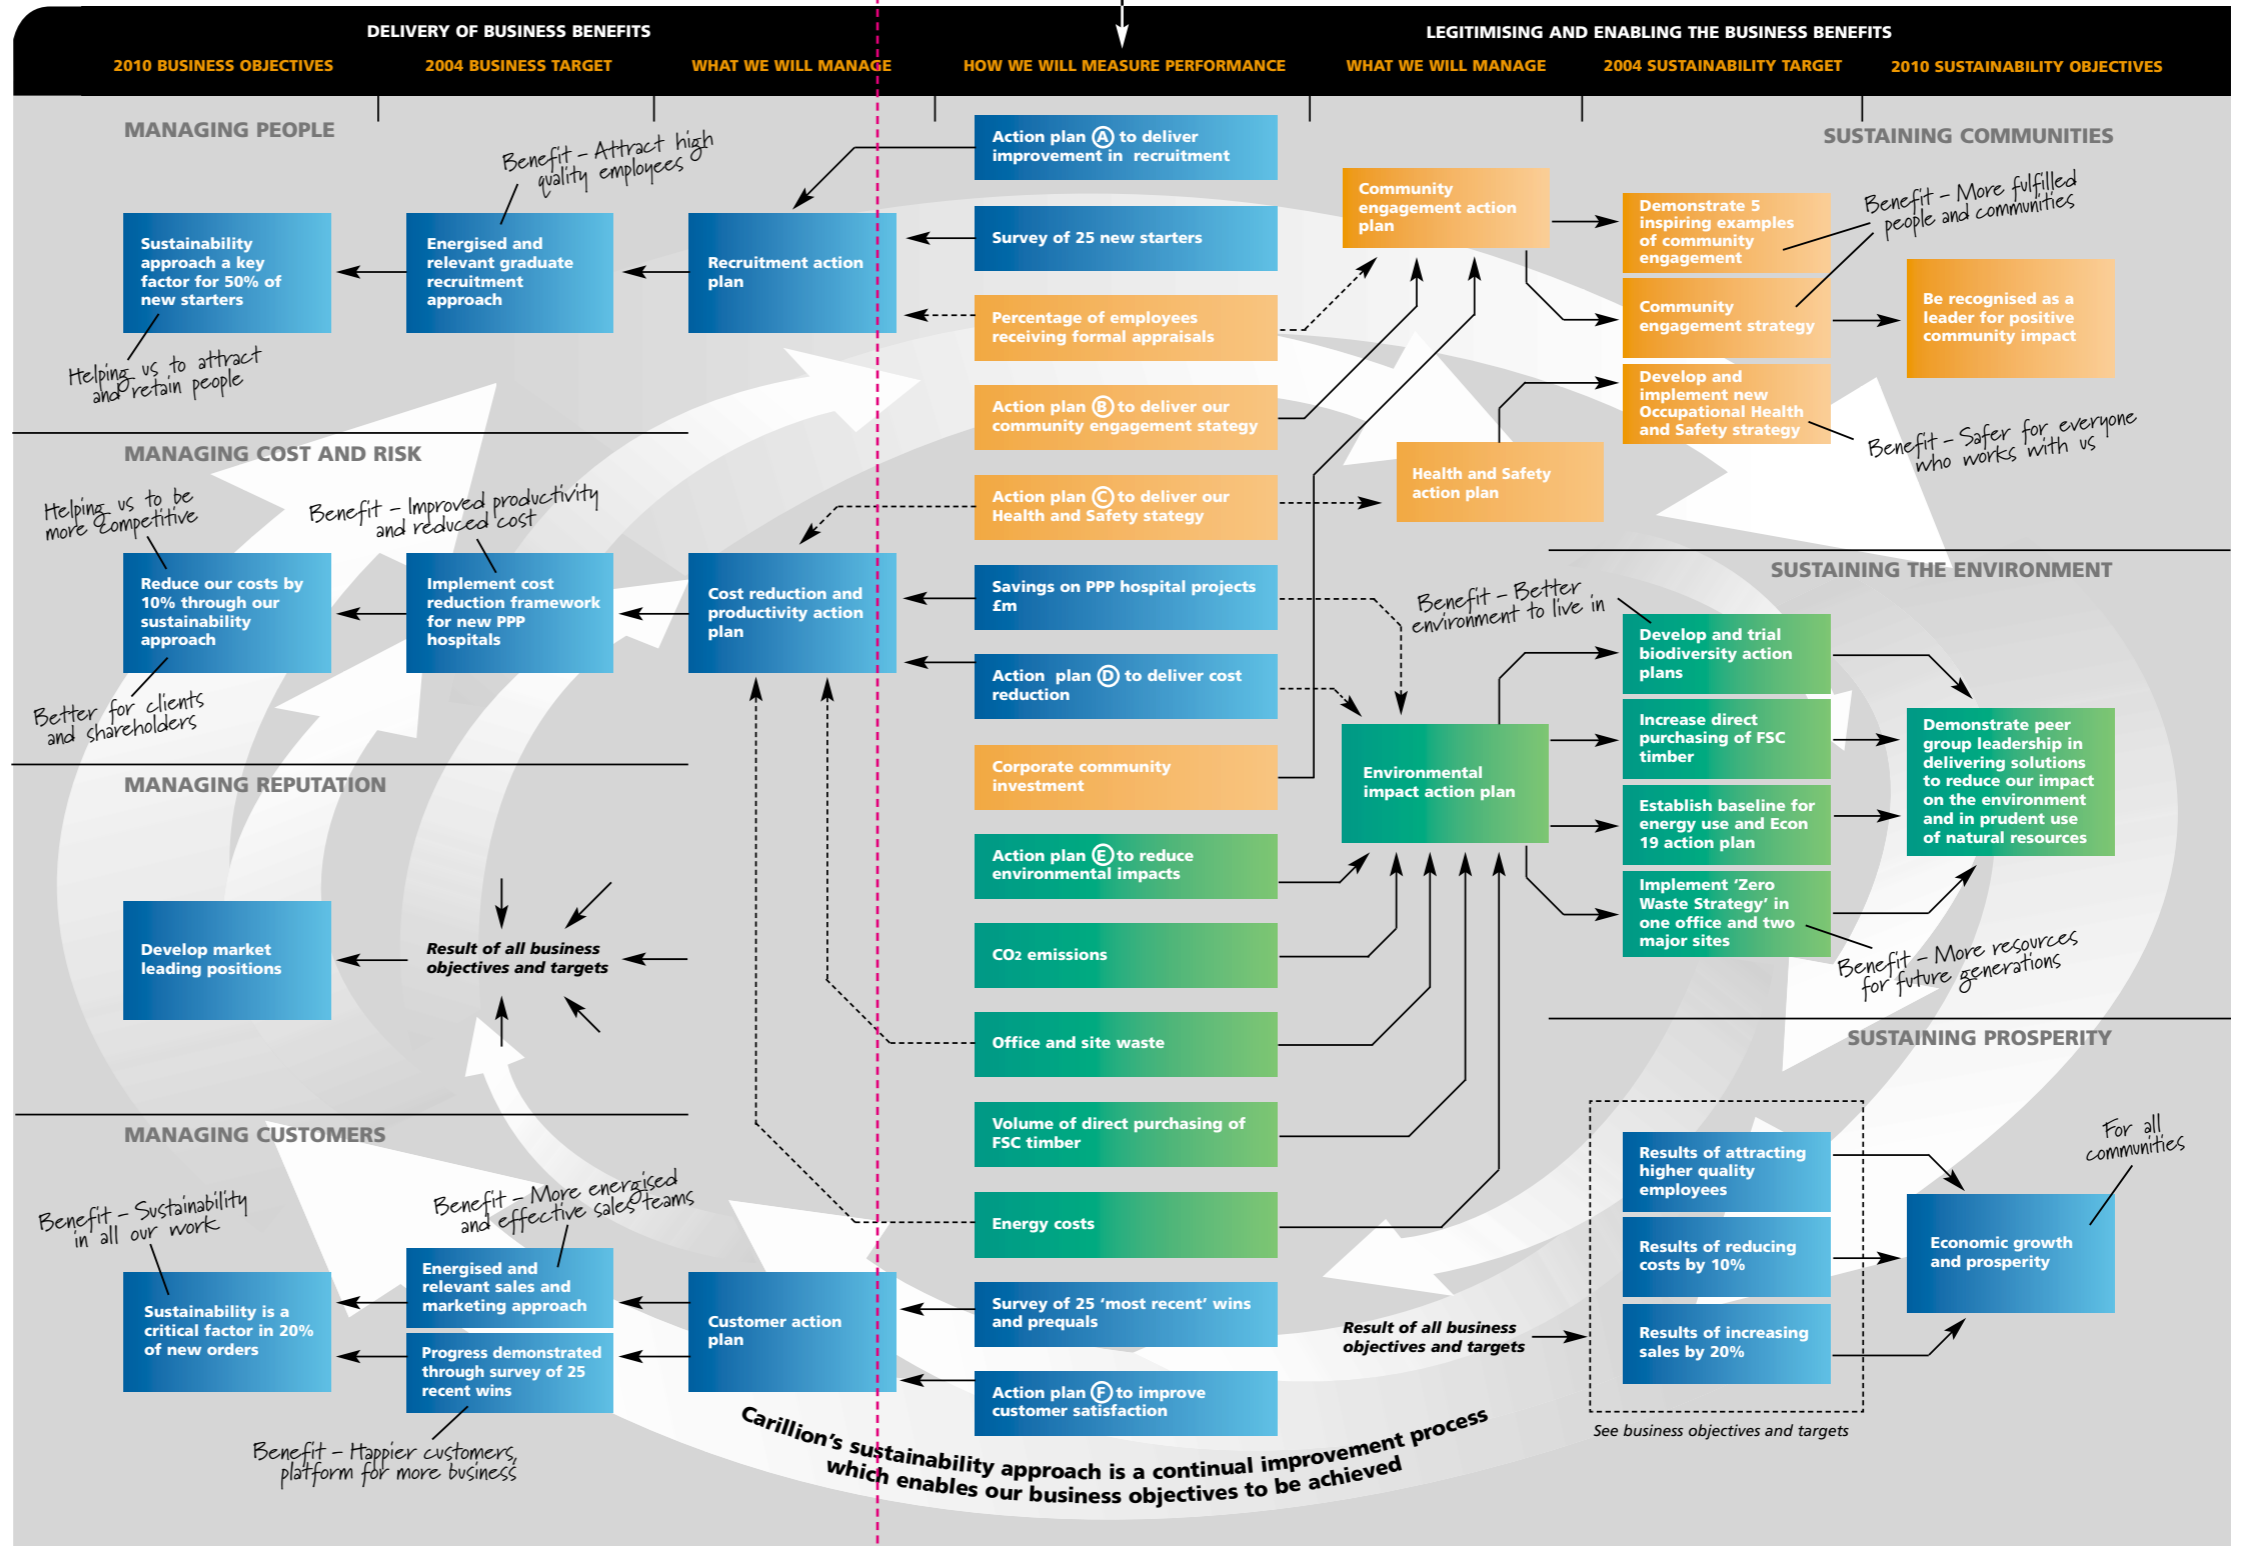 DELIVERY OF BUSINESS BENEFITS
LEGITIMISING AND ENABLING THE BUSINESS BENEFITS
2010 BUSINESS OBJECTIVES
2004 BUSINESS TARGET
WHAT WE WILL MANAGE
HOW WE WILL MEASURE PERFORMANCE
WHAT WE WILL MANAGE
2004 SUSTAINABILITY TARGET
2010 SUSTAINABILITY OBJECTIVES
MANAGING PEOPLE
Benefit – Attract high
quality employees
Sustainability
approach a key
factor for 50% of
new starters
Energised and
relevant graduate
recruitment
approach
Recruitment action
plan
Helping us to attract
and retain people
MANAGING COST AND RISK
Helping us to be
more competitive
Benefit – Improved productivity
and reduced cost
Reduce our costs by
10% through our
sustainability
approach
Implement cost
reduction framework
for new PPP
hospitals
Cost reduction and
productivity action
plan
Better for clients
and shareholders
MANAGING REPUTATION
Develop market
leading positions
Result of all business
objectives and targets
MANAGING CUSTOMERS
Benefit – Sustainability
in all our work
Benefit – More energised
and effective sales teams
Sustainability is a
critical factor in 20%
of new orders
Energised and
relevant sales and
marketing approach
Progress demonstrated
through survey of 25
recent wins
Customer action
plan
Benefit – Happier customers,
platform for more business
Action plan A to deliver
improvement in recruitment
Survey of 25 new starters
Percentage of employees
receiving formal appraisals
Action plan B to deliver our
community engagement stategy
Action plan C to deliver our
Health and Safety stategy
Savings on PPP hospital projects
£m
Action plan D to deliver cost
reduction
Corporate community
investment
Action plan E to reduce
environmental impacts
CO2 emissions
Office and site waste
Volume of direct purchasing of
FSC timber
Energy costs
Survey of 25 ‘most recent’ wins
and prequals
Action plan F to improve
customer satisfaction
SUSTAINING COMMUNITIES
Community
engagement action
plan
Demonstrate 5
inspiring examples
of community
engagement
Benefit – More fulfilled
people and communities
Community
engagement strategy
Be recognised as a
leader for positive
community impact
Develop and
implement new
Occupational Health
and Safety strategy
Health and Safety
action plan
Benefit – Safer for everyone
who works with us
SUSTAINING THE ENVIRONMENT
Benefit – Better
environment to live in
Develop and trial
biodiversity action
plans
Environmental
impact action plan
Increase direct
purchasing of FSC
timber
Establish baseline for
energy use and Econ
19 action plan
Implement ‘Zero
Waste Strategy’ in
one office and two
major sites
Demonstrate peer
group leadership in
delivering solutions
to reduce our impact
on the environment
and in prudent use
of natural resources
Benefit – More resources
for future generations
SUSTAINING PROSPERITY
For all
communities
Results of attracting
higher quality
employees
Results of reducing
costs by 10%
Results of increasing
sales by 20%
Economic growth
and prosperity
Result of all business
objectives and targets
See business objectives and targets
Carillion’s sustainability approach is a continual improvement process
which enables our business objectives to be achieved